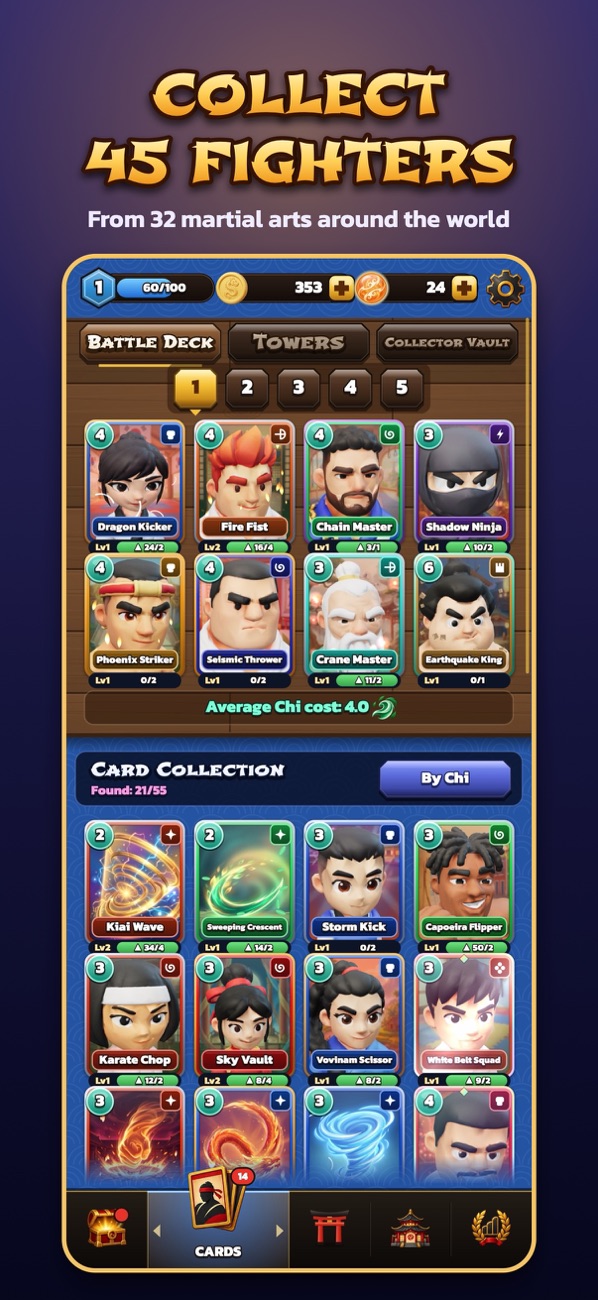 COLLECT
45 FIGHTERS
From 32 martial arts around the world
1 60/100 353 24
BATTLE DECK TOWERS COLLECTOR VAULT
1 2 3 4 5
4 4 4 3
Dragon Kicker Fire Fist Chain Master Shadow Ninja
Lv1 24/2 Lv2 16/4 Lv1 3/1 Lv1 10/2
4 4 3 6
Phoenix Striker Seismic Thrower Crane Master Earthquake King
Lv1 0/2 Lv1 0/2 Lv1 11/2 Lv1 0/1
Average Chi cost: 4.0
CARD COLLECTION
Found: 21/55
By Chi
2 2 3 3
Kiai Wave Sweeping Crescent Storm Kick Capoeira Flipper
Lv2 34/4 Lv1 14/2 Lv1 0/2 Lv1 50/2
3 3 3 3
Karate Chop Sky Vault Vovinam Scissor White Belt Squad
Lv1 12/2 Lv2 8/4 Lv1 8/2 Lv1 9/2
3 3 3 4
14
CARDS